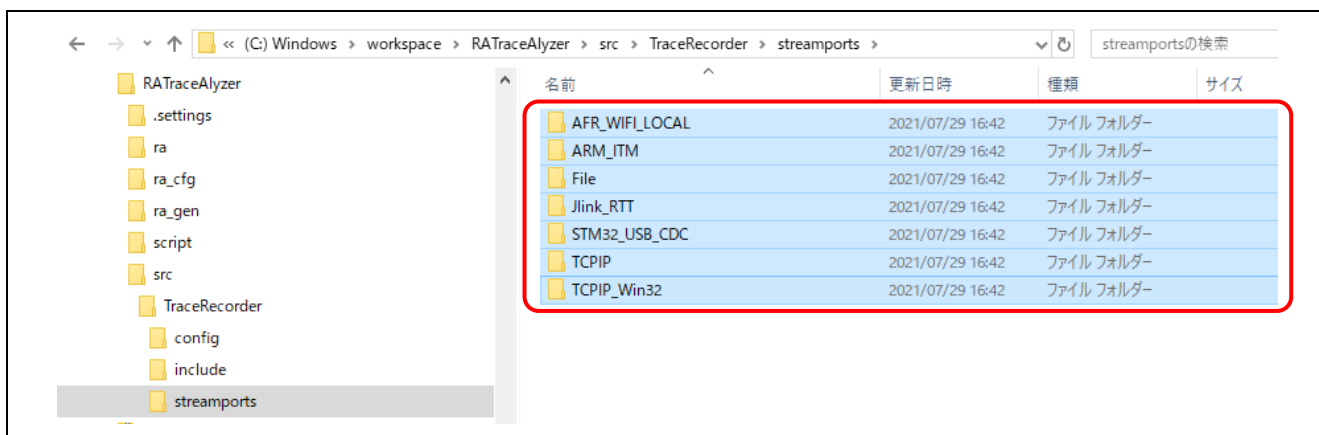 « (C:) Windows > workspace > RATraceAlyzer > src > TraceRecorder > streamports >
streamportsの検索
RATraceAlyzer
.settings
ra
ra_cfg
ra_gen
script
src
TraceRecorder
config
include
streamports
名前 更新日時 種類 サイズ
AFR_WIFI_LOCAL 2021/07/29 16:42 ファイル フォルダー
ARM_ITM 2021/07/29 16:42 ファイル フォルダー
File 2021/07/29 16:42 ファイル フォルダー
Jlink_RTT 2021/07/29 16:42 ファイル フォルダー
STM32_USB_CDC 2021/07/29 16:42 ファイル フォルダー
TCPIP 2021/07/29 16:42 ファイル フォルダー
TCPIP_Win32 2021/07/29 16:42 ファイル フォルダー